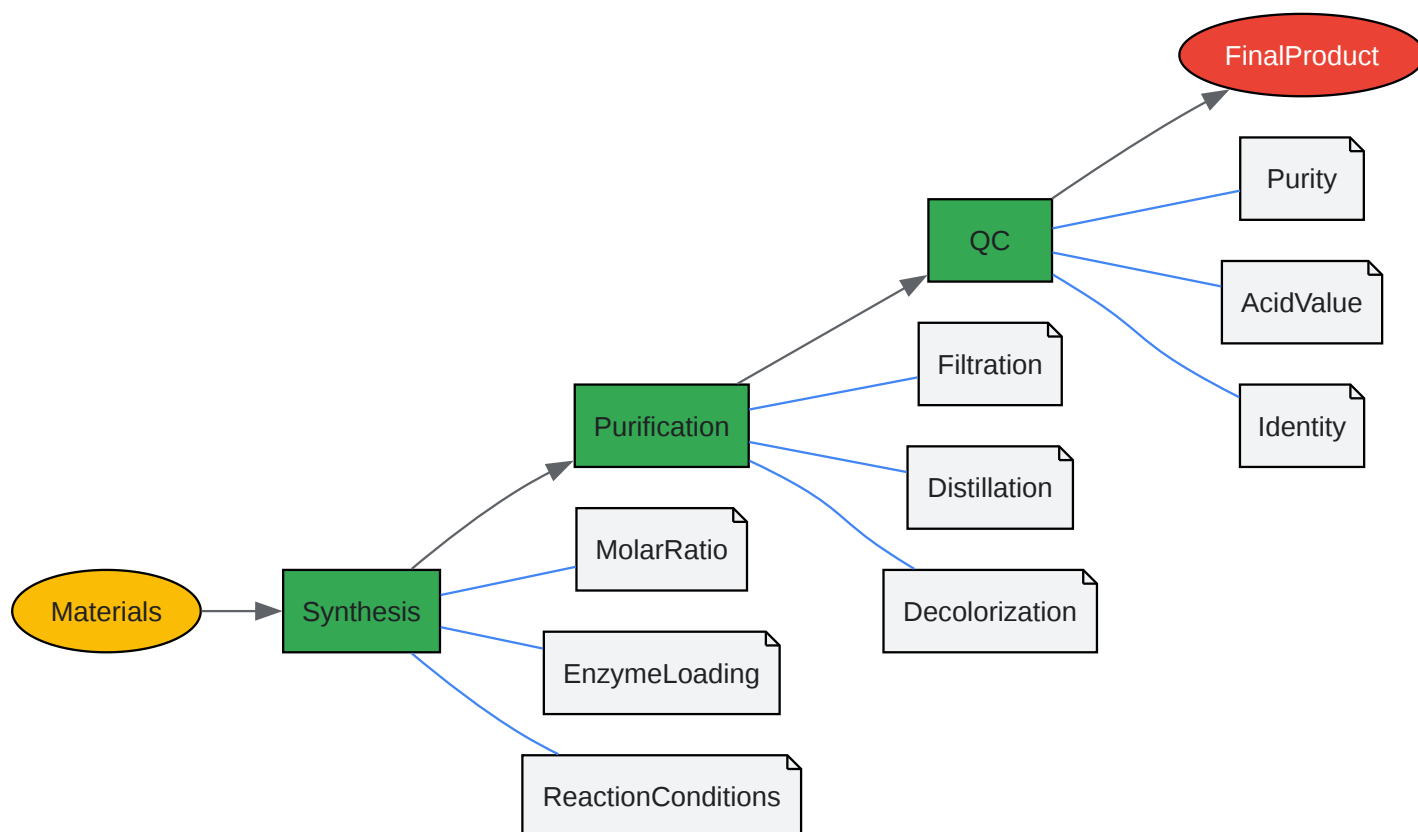 FinalProduct
Purity
QC
AcidValue
Filtration
Identity
Purification
Distillation
MolarRatio
Materials
Synthesis
Decolorization
EnzymeLoading
ReactionConditions